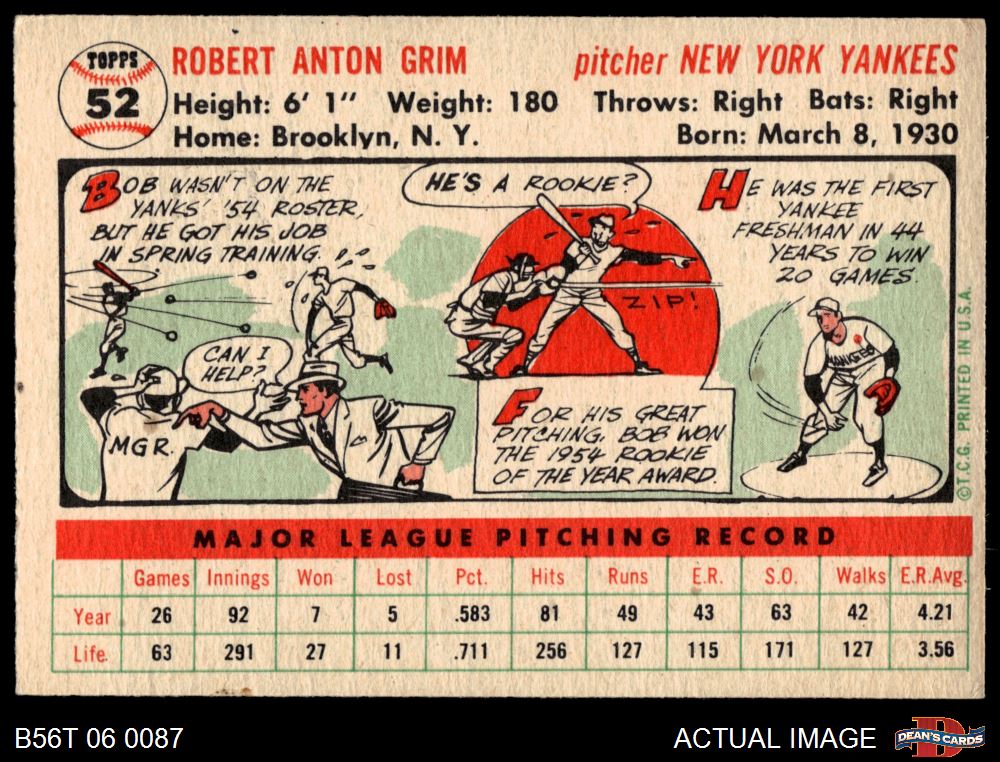 TOPPS
52
ROBERT ANTON GRIM
pitcher NEW YORK YANKEES
Height: 6' 1" Weight: 180 Throws: Right Bats: Right
Home: Brooklyn, N. Y. Born: March 8, 1930
BOB WASN'T ON THE
YANKS' '54 ROSTER,
BUT HE GOT HIS JOB
IN SPRING TRAINING.
CAN I
HELP?
MGR.
HE'S A ROOKIE?
ZIP!
FOR HIS GREAT
PITCHING, BOB WON
THE 1954 ROOKIE
OF THE YEAR AWARD.
HE WAS THE FIRST
YANKEE
FRESHMAN IN 44
YEARS TO WIN
20 GAMES.
YANKEES
©T.C.G. PRINTED IN U.S.A.
MAJOR LEAGUE PITCHING RECORD
Games Innings Won Lost Pct. Hits Runs E.R. S.O. Walks E.R.Avg.
Year 26 92 7 5 .583 81 49 43 63 42 4.21
Life. 63 291 27 11 .711 256 127 115 171 127 3.56
B56T 06 0087
ACTUAL IMAGE
DEAN'S CARDS